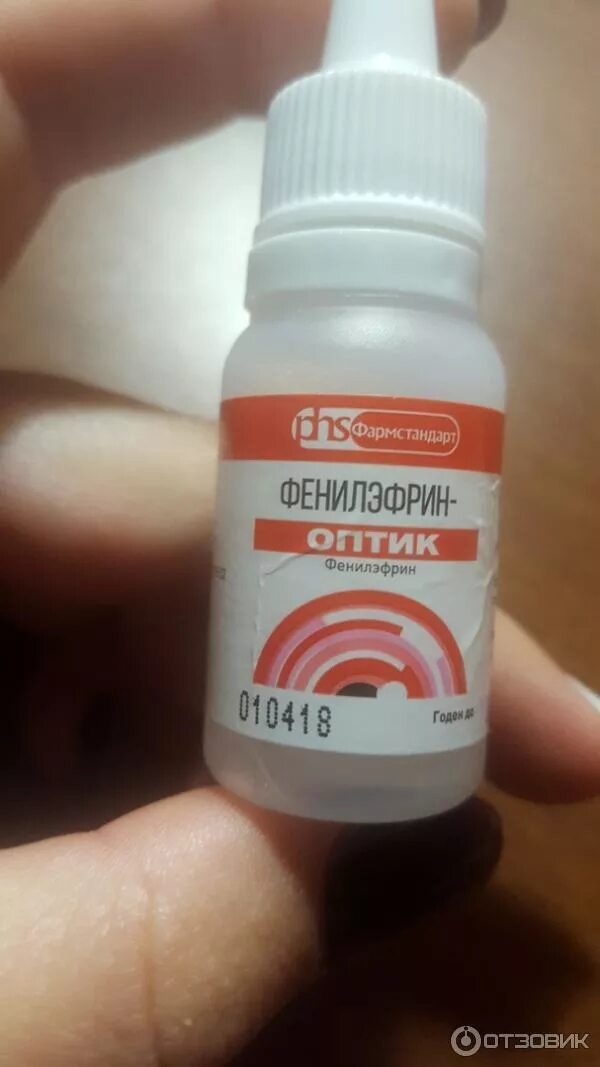 phs Фармстандарт
ФЕНИЛЭФРИН-
ОПТИК
Фенилэфрин
010418
Годен до
ОТЗОВИК